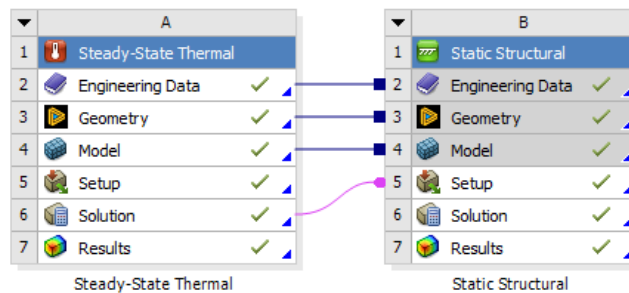 A
1 Steady-State Thermal
2 Engineering Data
3 Geometry
4 Model
5 Setup
6 Solution
7 Results
Steady-State Thermal
B
1 Static Structural
2 Engineering Data
3 Geometry
4 Model
5 Setup
6 Solution
7 Results
Static Structural